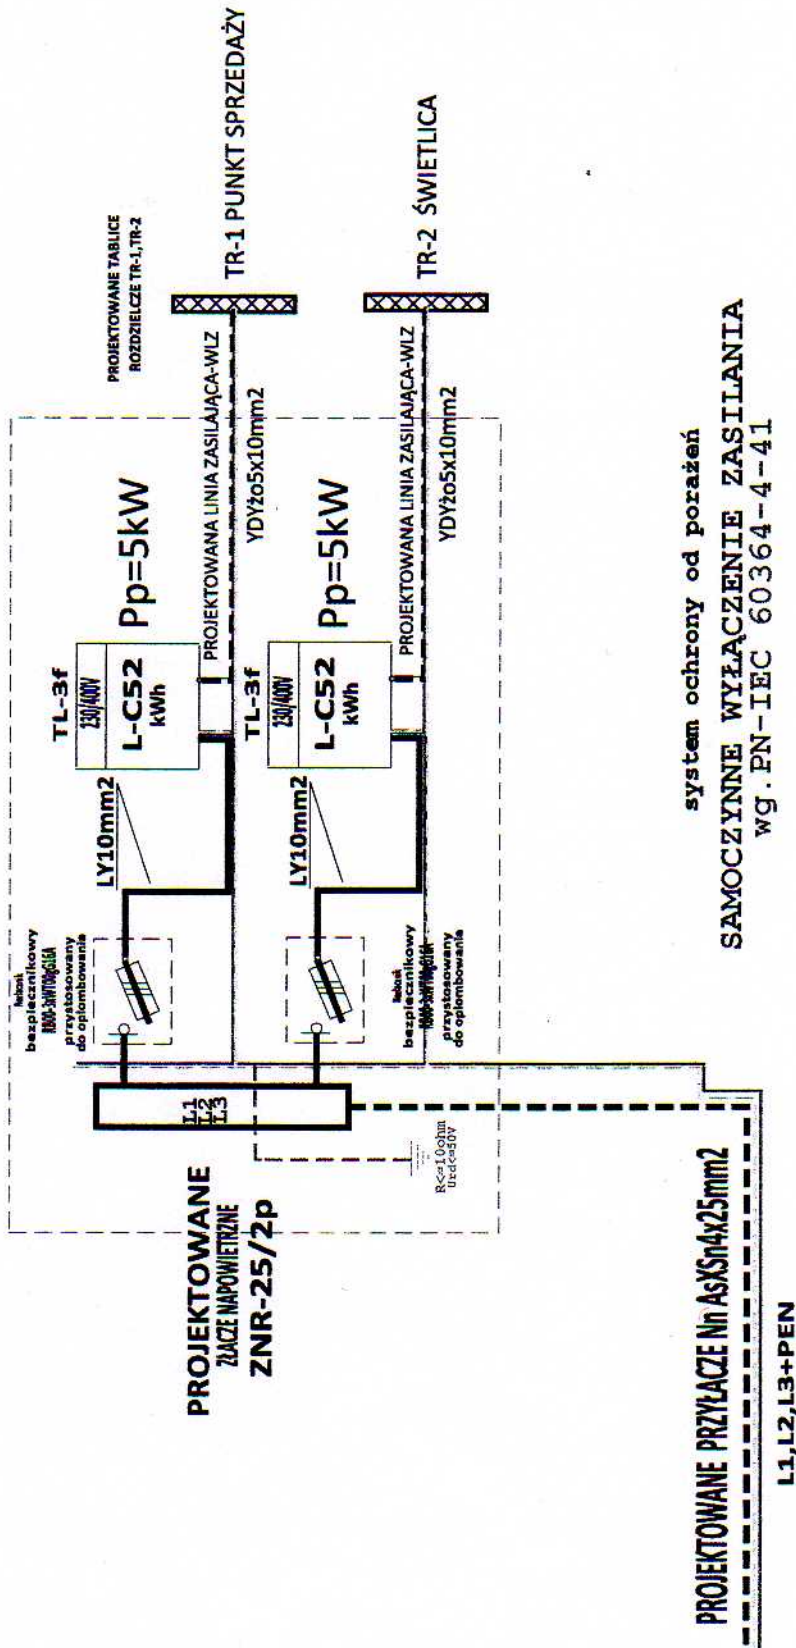 PROJEKTOWANE TABLICE
ROZDZIELCZE TR-1,TR-2
TR-1 PUNKT SPRZEDAŻY
PROJEKTOWANA LINIA ZASILAJĄCA-WLZ
YDYżo5x10mm2
Pp=5kW
TL-3f
230/400V
L-C52
kWh
LY10mm2
bezpiecznikowy
przystosowany
do oplombowania
TR-2 ŚWIETLICA
PROJEKTOWANA LINIA ZASILAJĄCA-WLZ
YDYżo5x10mm2
Pp=5kW
TL-3f
230/400V
L-C52
kWh
LY10mm2
bezpiecznikowy
przystosowany
do oplombowania
L1
L2
L3
R<=10ohm
Urd<=50V
PROJEKTOWANE
ZŁĄCZE NAPOWIETRZNE
ZNR-25/2p
system ochrony od porażeń
SAMOCZYNNE WYŁĄCZENIE ZASILANIA
wg.PN-IEC 60364-4-41
PROJEKTOWANE PRZYŁĄCZE Nn AsXSn4x25mm2
L1,L2,L3+PEN